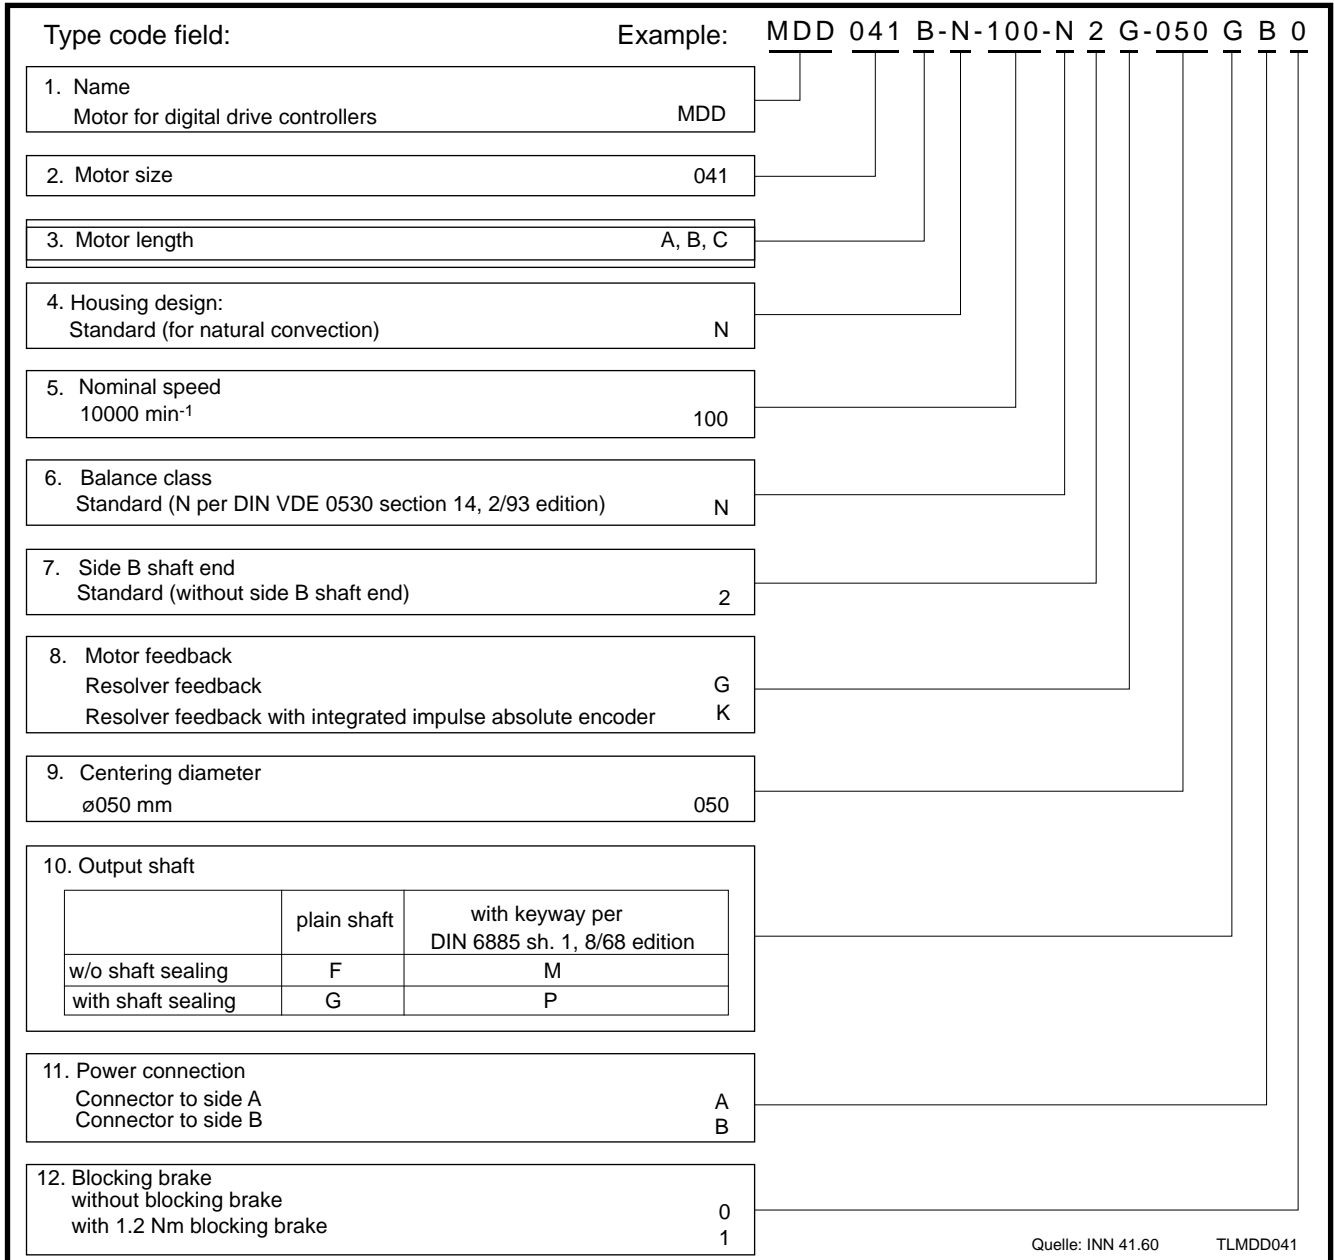 Type code field: Example: MDD 041 B-N-100-N 2 G-050 G B 0
1. Name
Motor for digital drive controllers MDD
2. Motor size 041
3. Motor length A, B, C
4. Housing design:
Standard (for natural convection) N
5. Nominal speed
10000 min-1 100
6. Balance class
Standard (N per DIN VDE 0530 section 14, 2/93 edition) N
7. Side B shaft end
Standard (without side B shaft end) 2
8. Motor feedback
Resolver feedback G
Resolver feedback with integrated impulse absolute encoder K
9. Centering diameter
ø050 mm 050
10. Output shaft
plain shaft with keyway per
DIN 6885 sh. 1, 8/68 edition
w/o shaft sealing F M
with shaft sealing G P
11. Power connection
Connector to side A A
Connector to side B B
12. Blocking brake
without blocking brake 0
with 1.2 Nm blocking brake 1
Quelle: INN 41.60 TLMDD041